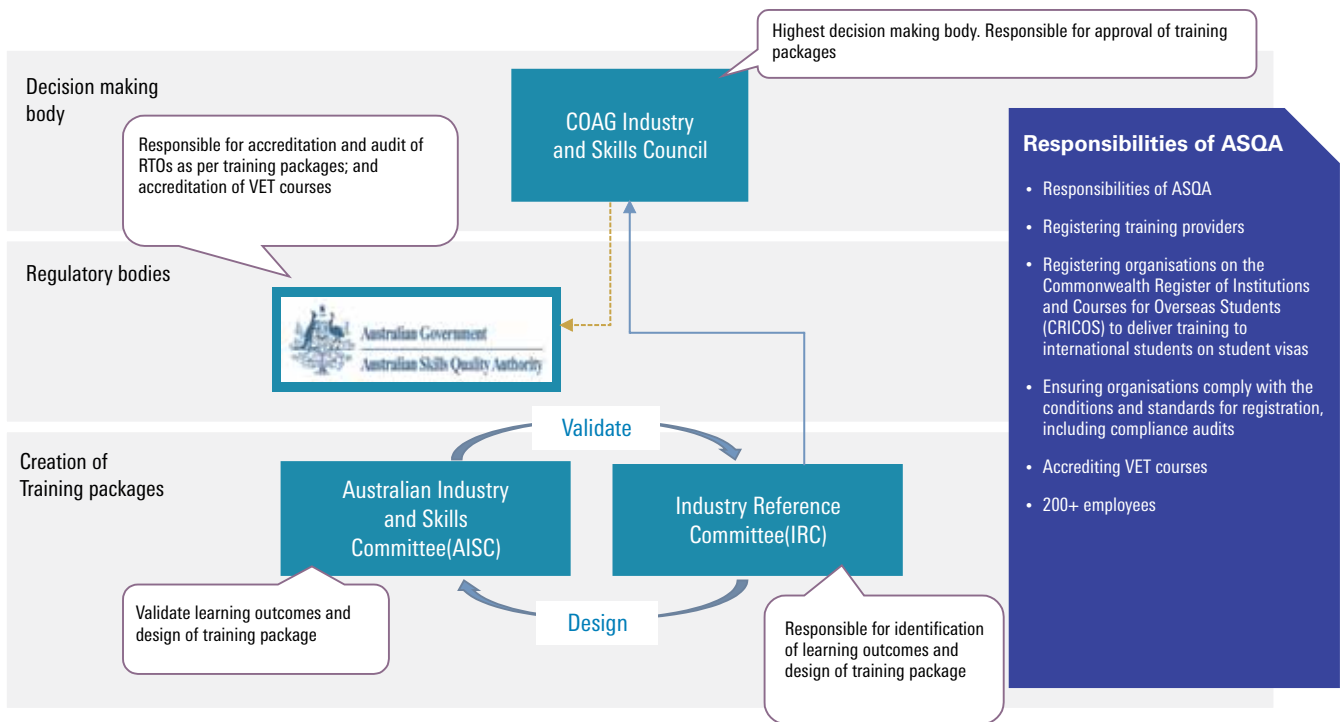 Highest decision making body. Responsible for approval of training
packages
Decision making
body
COAG Industry
and Skills Council
Responsible for accreditation and audit of
RTOs as per training packages; and
accreditation of VET courses
Regulatory bodies
Australian Government
Australian Skills Quality Authority
Validate
Creation of
Training packages
Australian Industry
and Skills
Committee(AISC)
Industry Reference
Committee(IRC)
Validate learning outcomes and
design of training package
Design
Responsible for identification
of learning outcomes and
design of training package
Responsibilities of ASQA
• Responsibilities of ASQA
• Registering training providers
• Registering organisations on the
Commonwealth Register of Institutions
and Courses for Overseas Students
(CRICOS) to deliver training to
international students on student visas
• Ensuring organisations comply with the
conditions and standards for registration,
including compliance audits
• Accrediting VET courses
• 200+ employees